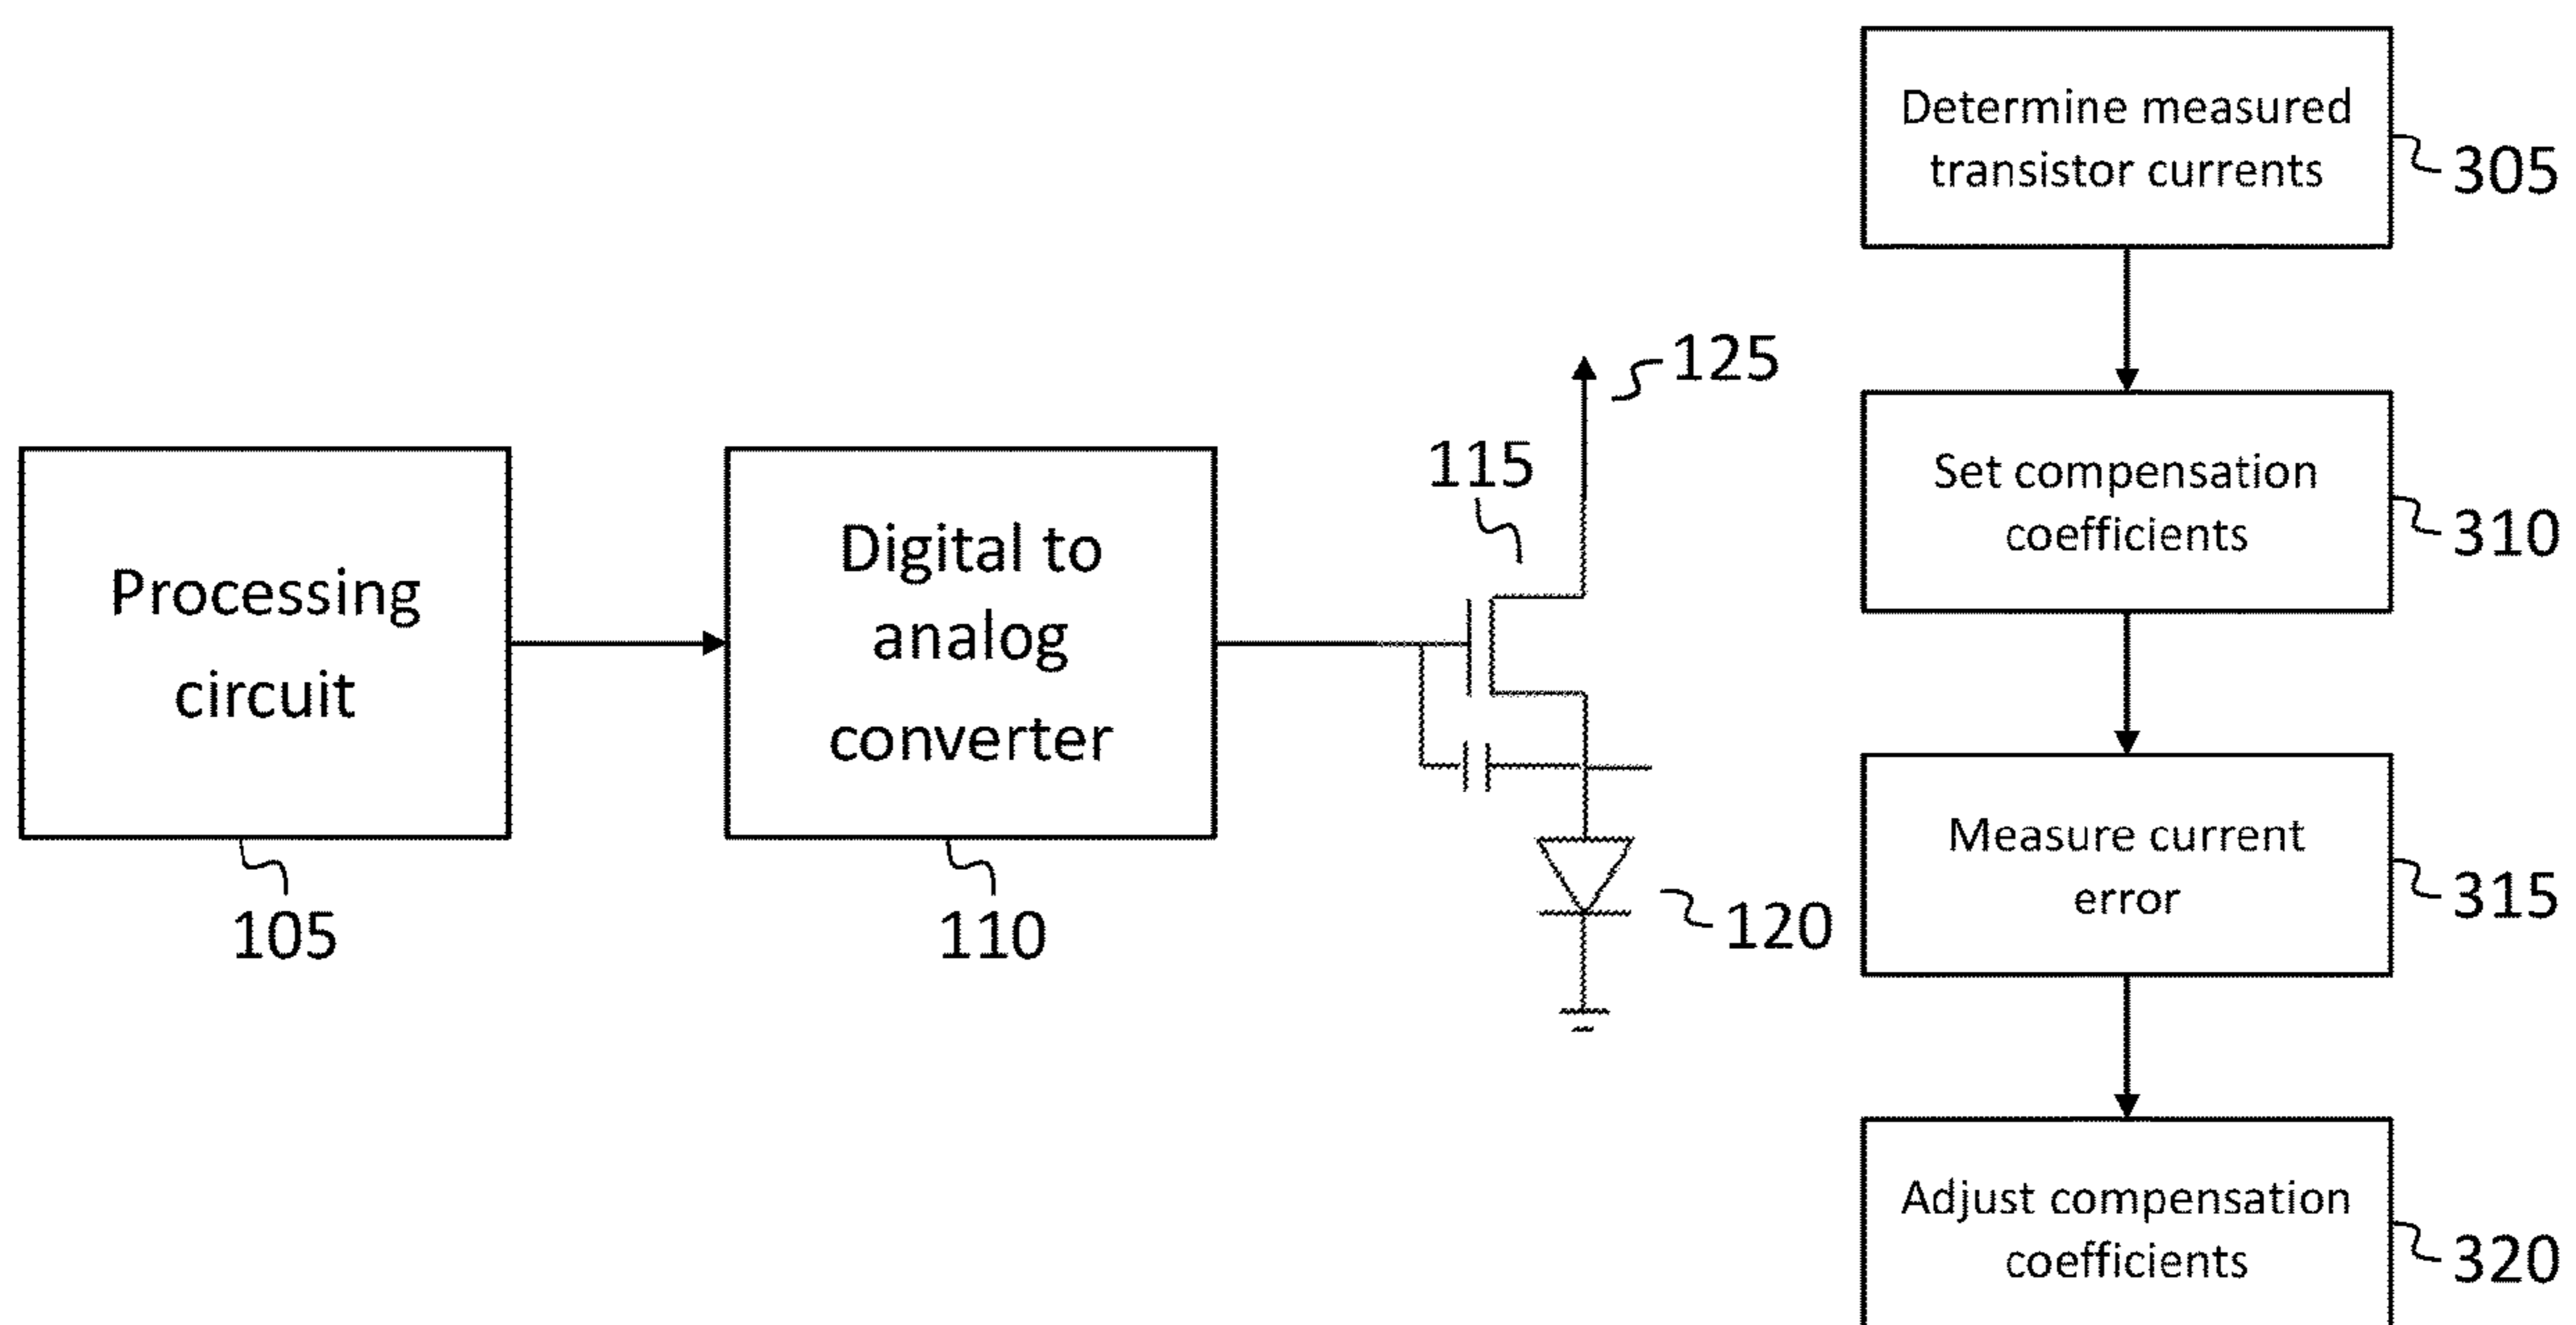 Processing
circuit
105
Digital to
analog
converter
110
115
125
120
Determine measured
transistor currents
305
Set compensation
coefficients
310
Measure current
error
315
Adjust compensation
coefficients
320